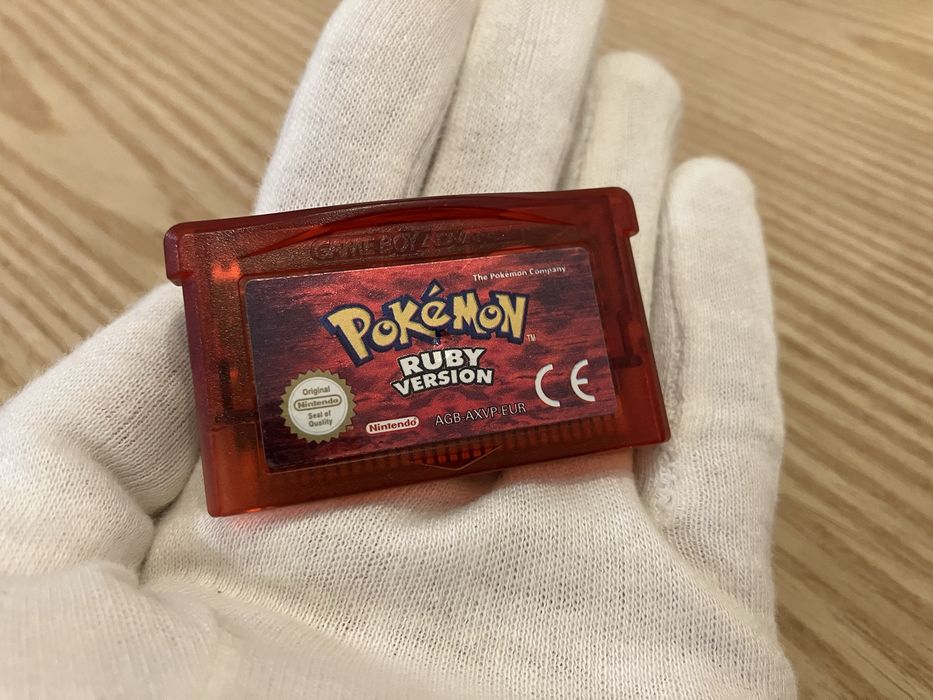 GAME BOY ADVANCE
The Pokémon Company
POKéMON
TM
RUBY
VERSION
Original
Nintendo
Seal of
Quality
Nintendo
AGB-AXVP-EUR
CE